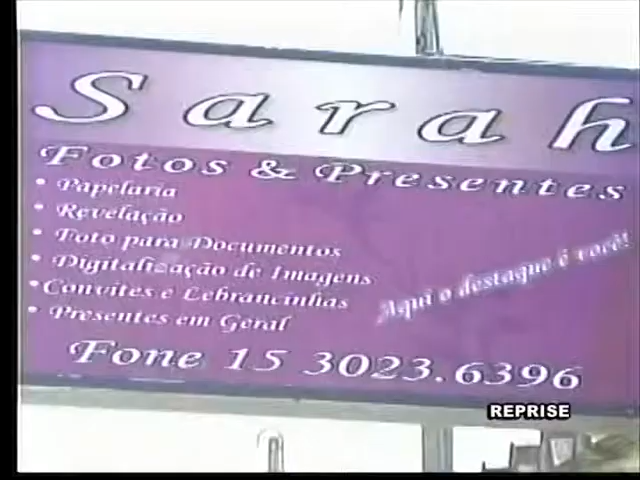 Sarah
Fotos & Presentes
• Papelaria
• Revelação
• Foto para Documentos
• Digitalização de Imagens
• Convites e Lebrancinhas
• Presentes em Geral
Aqui o destaque é você!
Fone 15 3023.6396
REPRISE